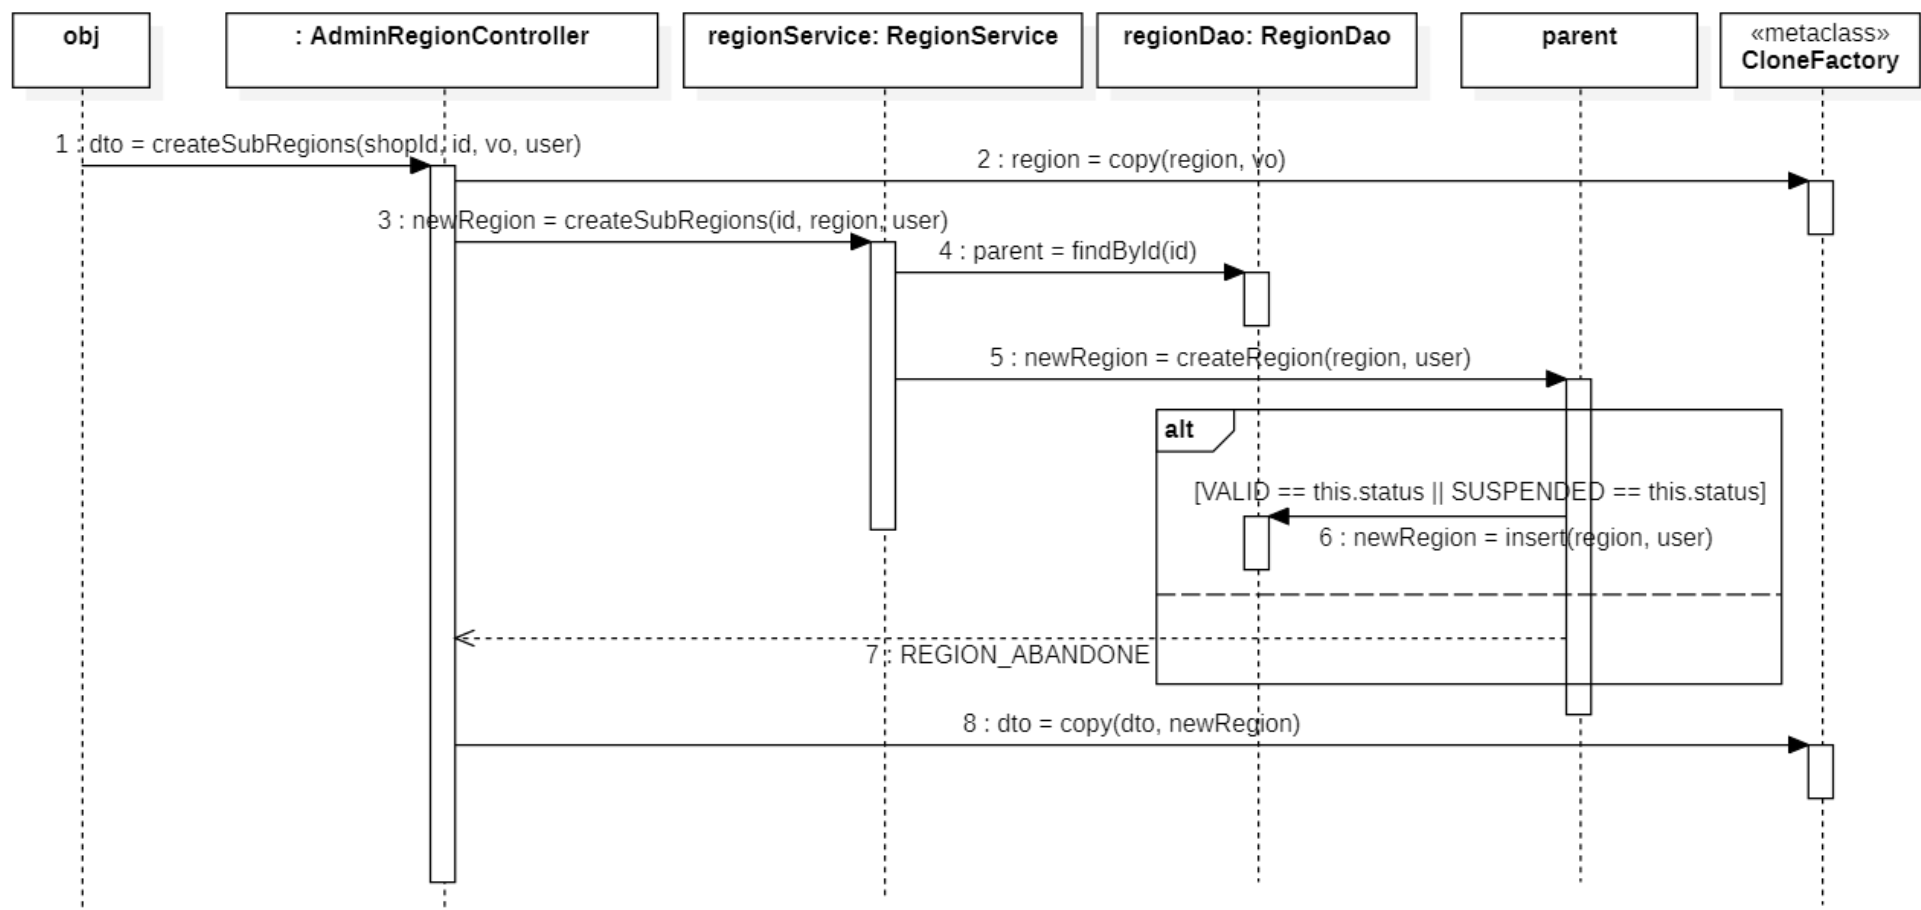 obj
: AdminRegionController
regionService: RegionService
regionDao: RegionDao
parent
«metaclass»
CloneFactory
1 : dto = createSubRegions(shopId, id, vo, user)
2 : region = copy(region, vo)
3 : newRegion = createSubRegions(id, region, user)
4 : parent = findById(id)
5 : newRegion = createRegion(region, user)
alt
[VALID == this.status || SUSPENDED == this.status]
6 : newRegion = insert(region, user)
7 : REGION_ABANDONE
8 : dto = copy(dto, newRegion)